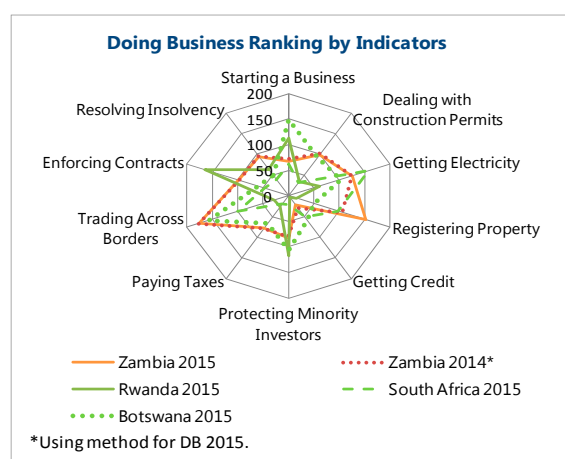 Doing Business Ranking by Indicators
Starting a Business
200
150
100
50
0
Dealing with
Construction Permits
Getting Electricity
Registering Property
Getting Credit
Protecting Minority
Investors
Paying Taxes
Trading Across
Borders
Enforcing Contracts
Resolving Insolvency
Zambia 2015
Zambia 2014*
Rwanda 2015
South Africa 2015
Botswana 2015
*Using method for DB 2015.